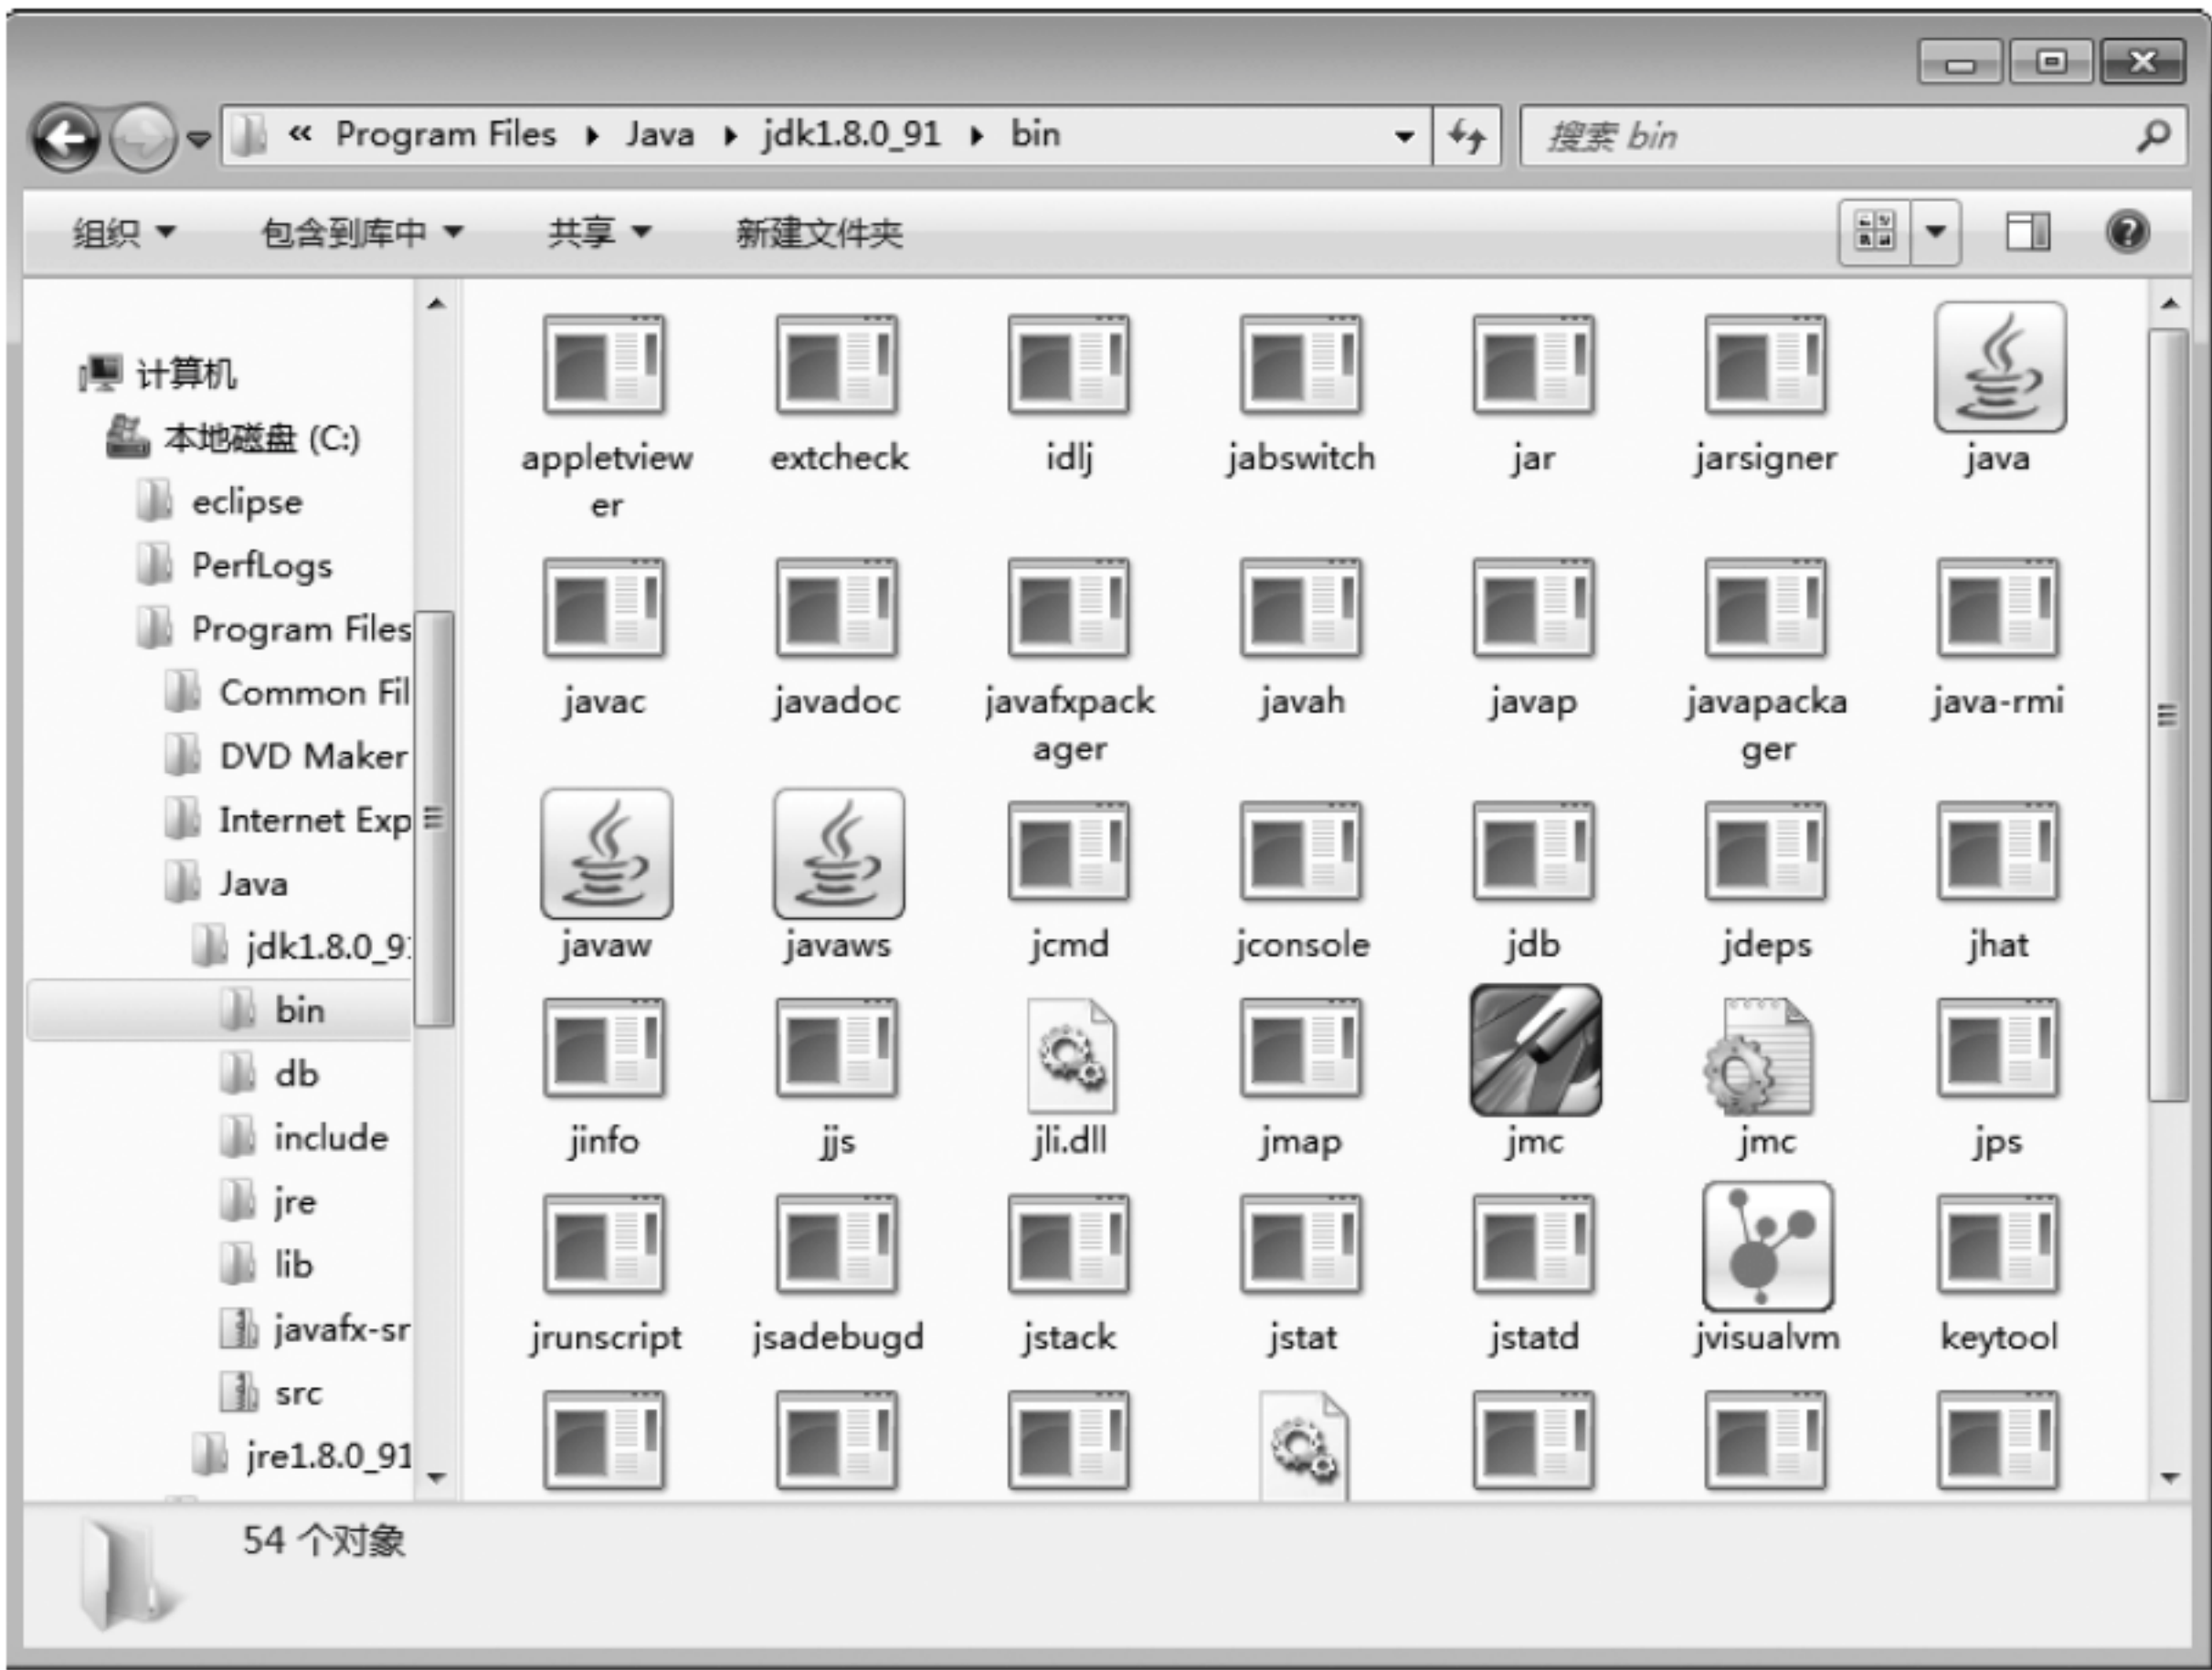 « Program Files ▸ Java ▸ jdk1.8.0_91 ▸ bin
搜索 bin
组织 包含到库中 共享 新建文件夹
计算机
本地磁盘 (C:)
eclipse
PerfLogs
Program Files
Common Fil
DVD Maker
Internet Exp
Java
jdk1.8.0_91
bin
db
include
jre
lib
javafx-sr
src
jre1.8.0_91
appletview
er
extcheck
idlj
jabswitch
jar
jarsigner
java
javac
javadoc
javafxpack
ager
javah
javap
javapacka
ger
java-rmi
javaw
javaws
jcmd
jconsole
jdb
jdeps
jhat
jinfo
jjs
jli.dll
jmap
jmc
jmc
jps
jrunscript
jsadebugd
jstack
jstat
jstatd
jvisualvm
keytool
54 个对象